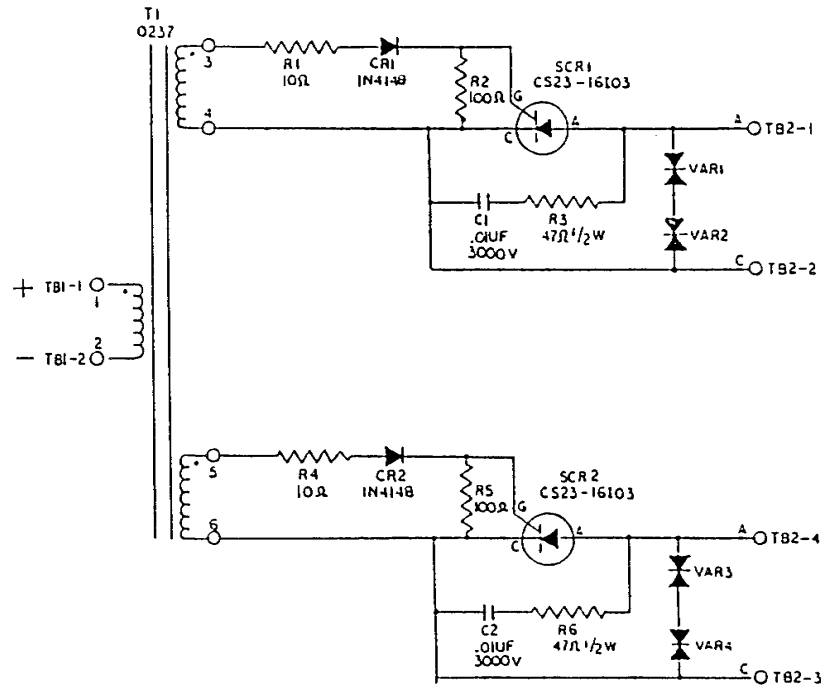 T1
0237
3
R1
10Ω
CR1
1N4148
R2
100Ω
G
SCR1
CS23-16I03
4
C
A
A
TB2-1
VAR1
C1
.01UF
3000V
R3
47Ω 1/2W
VAR2
C
TB2-2
+ TB1-1
1
2
- TB1-2
5
R4
10Ω
CR2
1N4148
R5
100Ω
G
SCR2
CS23-16I03
6
C
A
A
TB2-4
VAR3
C2
.01UF
3000V
R6
47Ω 1/2W
VAR4
C
TB2-3